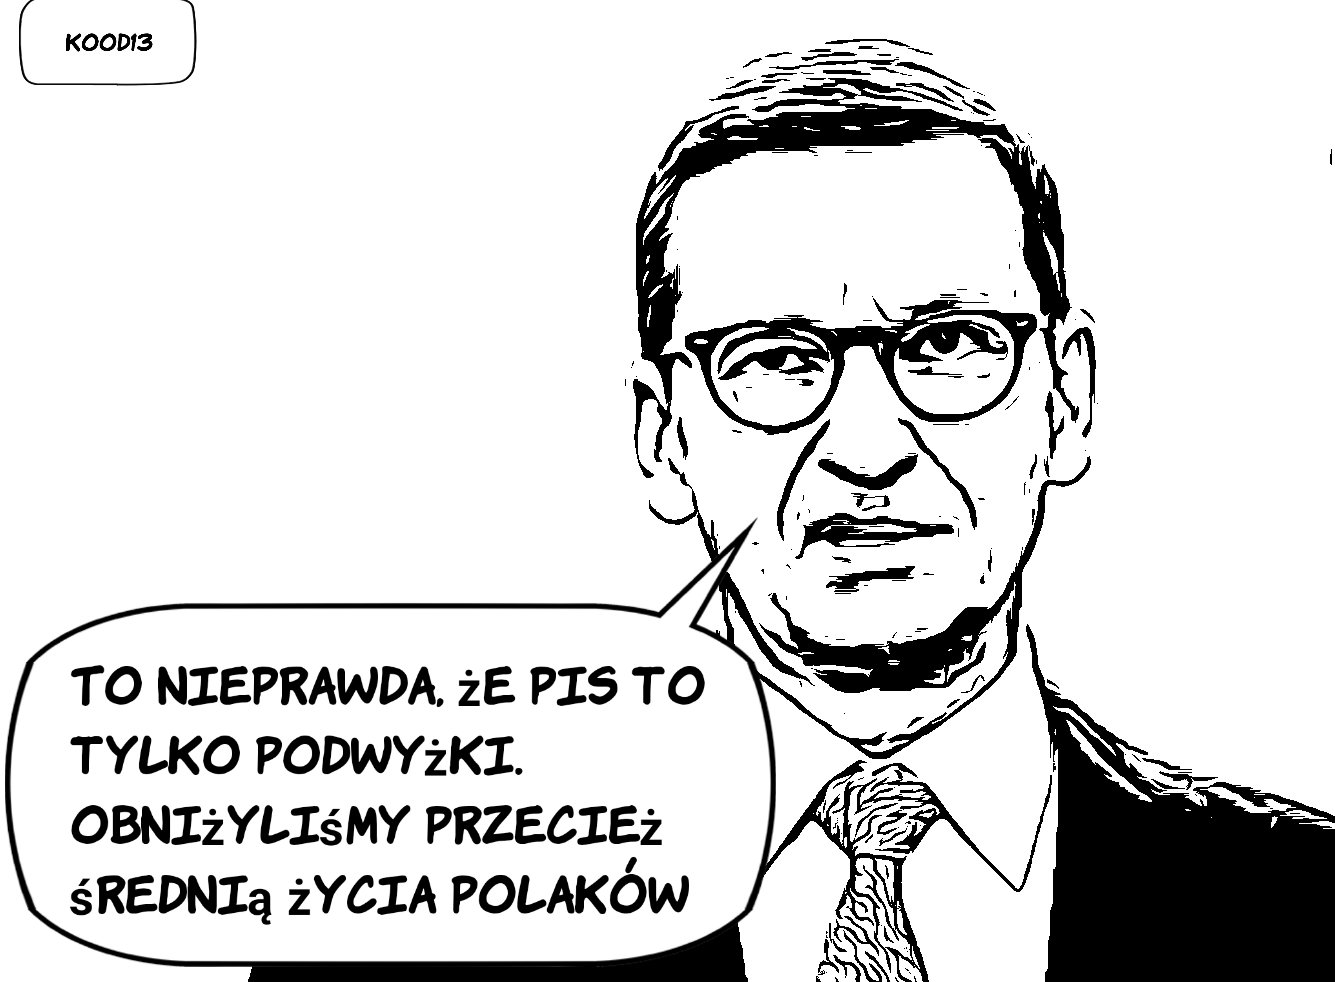 KOOD13
TO NIEPRAWDA, żE PIS TO
TYLKO PODWYżKI.
OBNIżYLIśMY PRZECIEż
śREDNIą żYCIA POLAKÓW